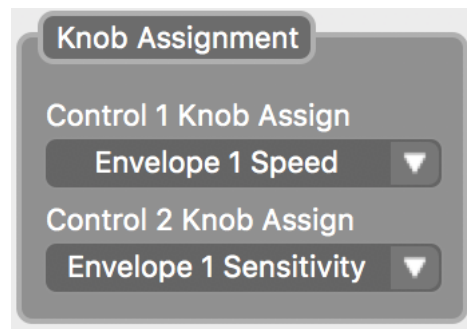 Knob Assignment
Control 1 Knob Assign
Envelope 1 Speed
Control 2 Knob Assign
Envelope 1 Sensitivity